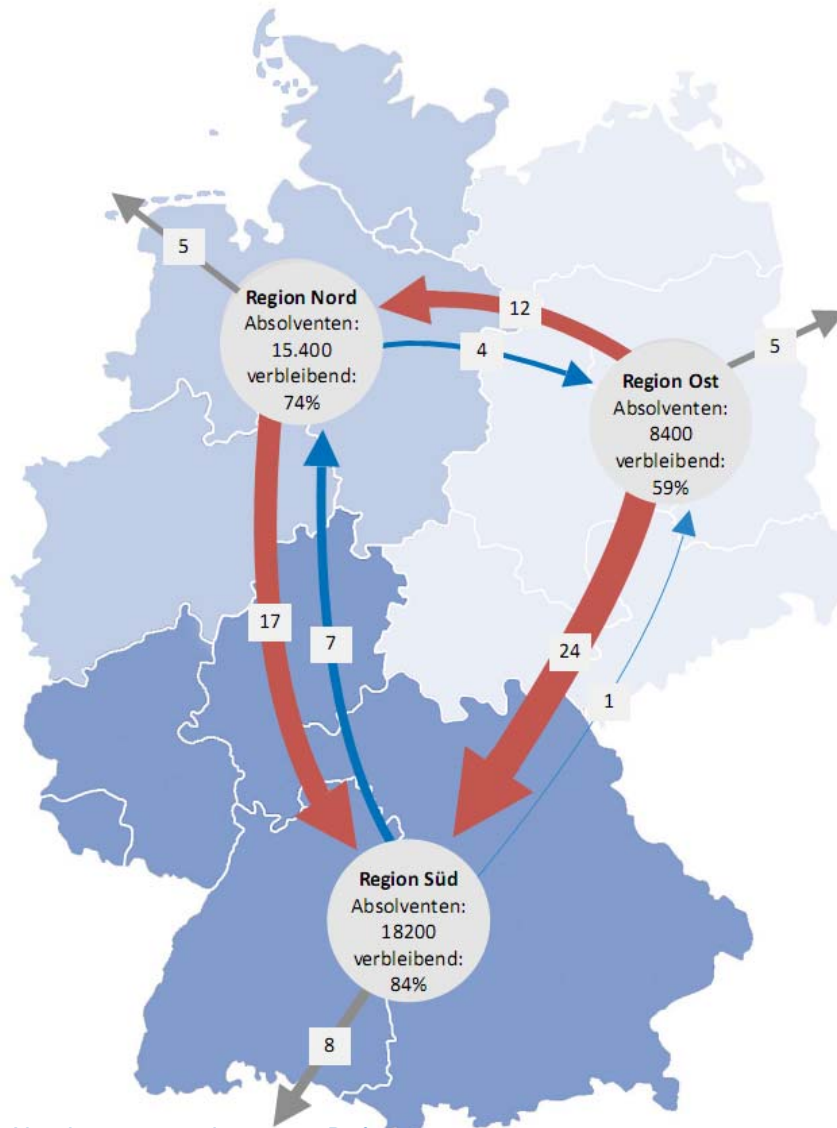 5
Region Nord
Absolventen:
15.400
verbleibend:
74%
12
4
5
Region Ost
Absolventen:
8400
verbleibend:
59%
17
7
24
1
Region Süd
Absolventen:
18200
verbleibend:
84%
8